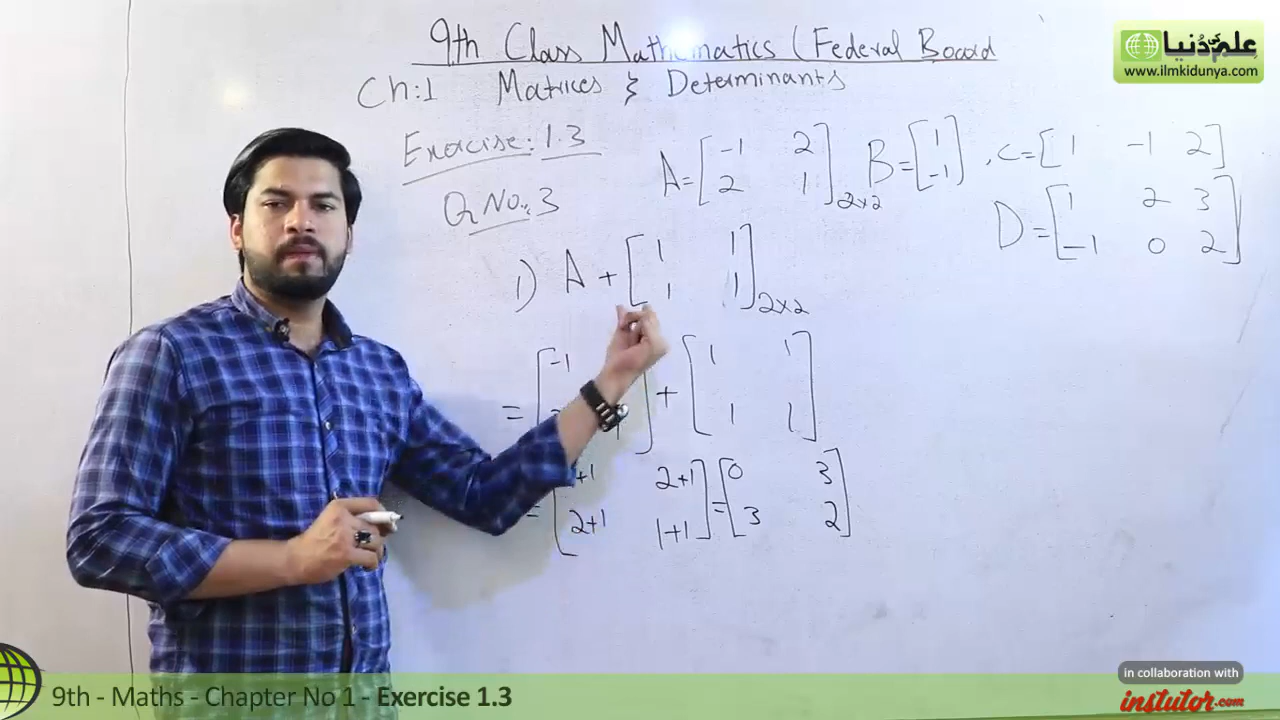 9th Class Mathematics (Federal Board
علم کی دنیا
www.ilmkidunya.com
Ch:1 Matrices & Determinants
Exercise: 1.3
A=[-1 2
2 1]2x2
B=[1
-1]
, C=[1 -1 2]
Q No: 3
D=[1 2 3
-1 0 2]
1) A + [1 1
1 1]2x2
= [-1
] + [1 1
1 1]
= [+1 2+1
2+1 1+1] = [0 3
3 2]
in collaboration with
instutor.com
9th - Maths - Chapter No 1 - Exercise 1.3